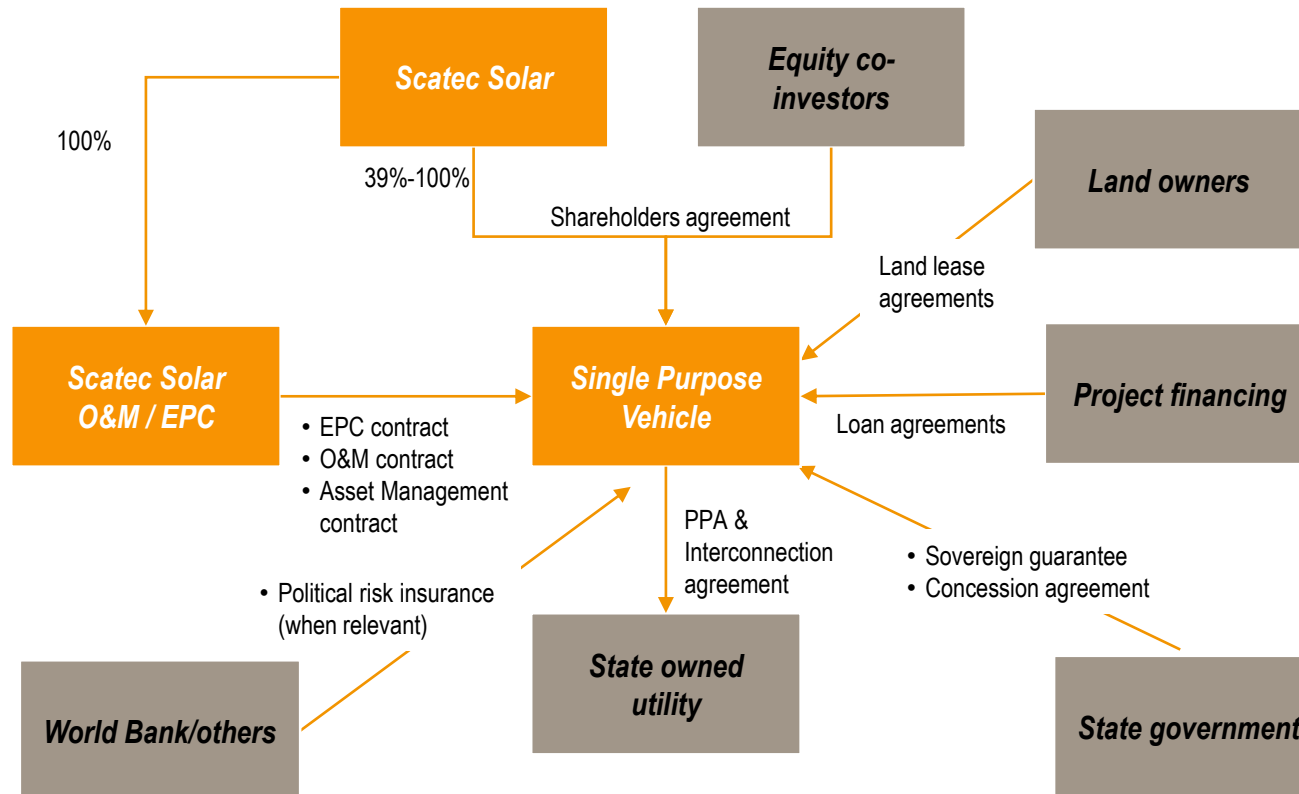 Scatec Solar
Equity co-
investors
100%
39%-100%
Land owners
Shareholders agreement
Land lease
agreements
Scatec Solar
O&M / EPC
Single Purpose
Vehicle
Project financing
• EPC contract
• O&M contract
• Asset Management
contract
Loan agreements
PPA &
Interconnection
agreement
• Sovereign guarantee
• Concession agreement
• Political risk insurance
(when relevant)
State owned
utility
World Bank/others
State government